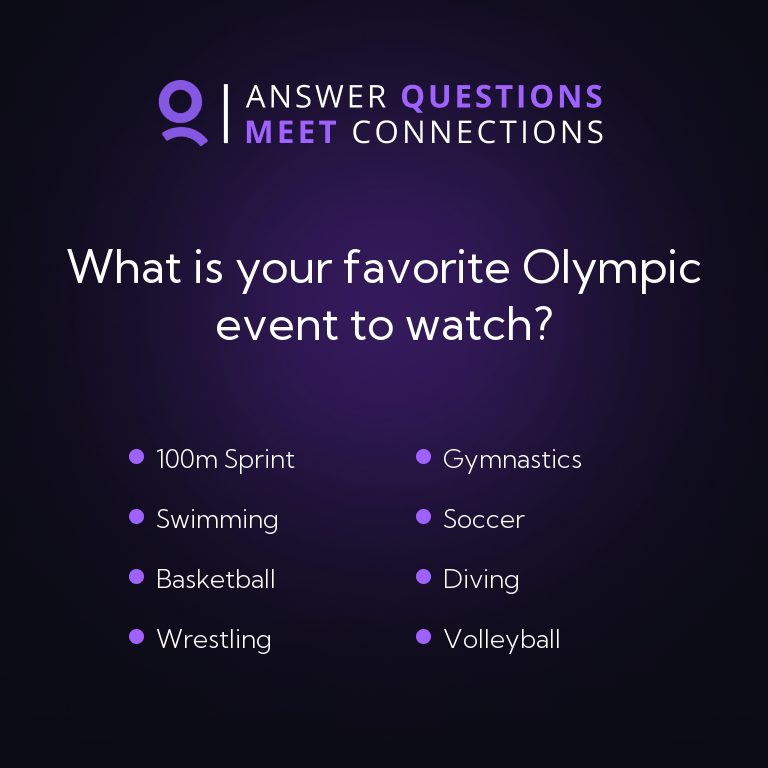 ANSWER QUESTIONS
MEET CONNECTIONS
What is your favorite Olympic
event to watch?
100m Sprint
Swimming
Basketball
Wrestling
Gymnastics
Soccer
Diving
Volleyball